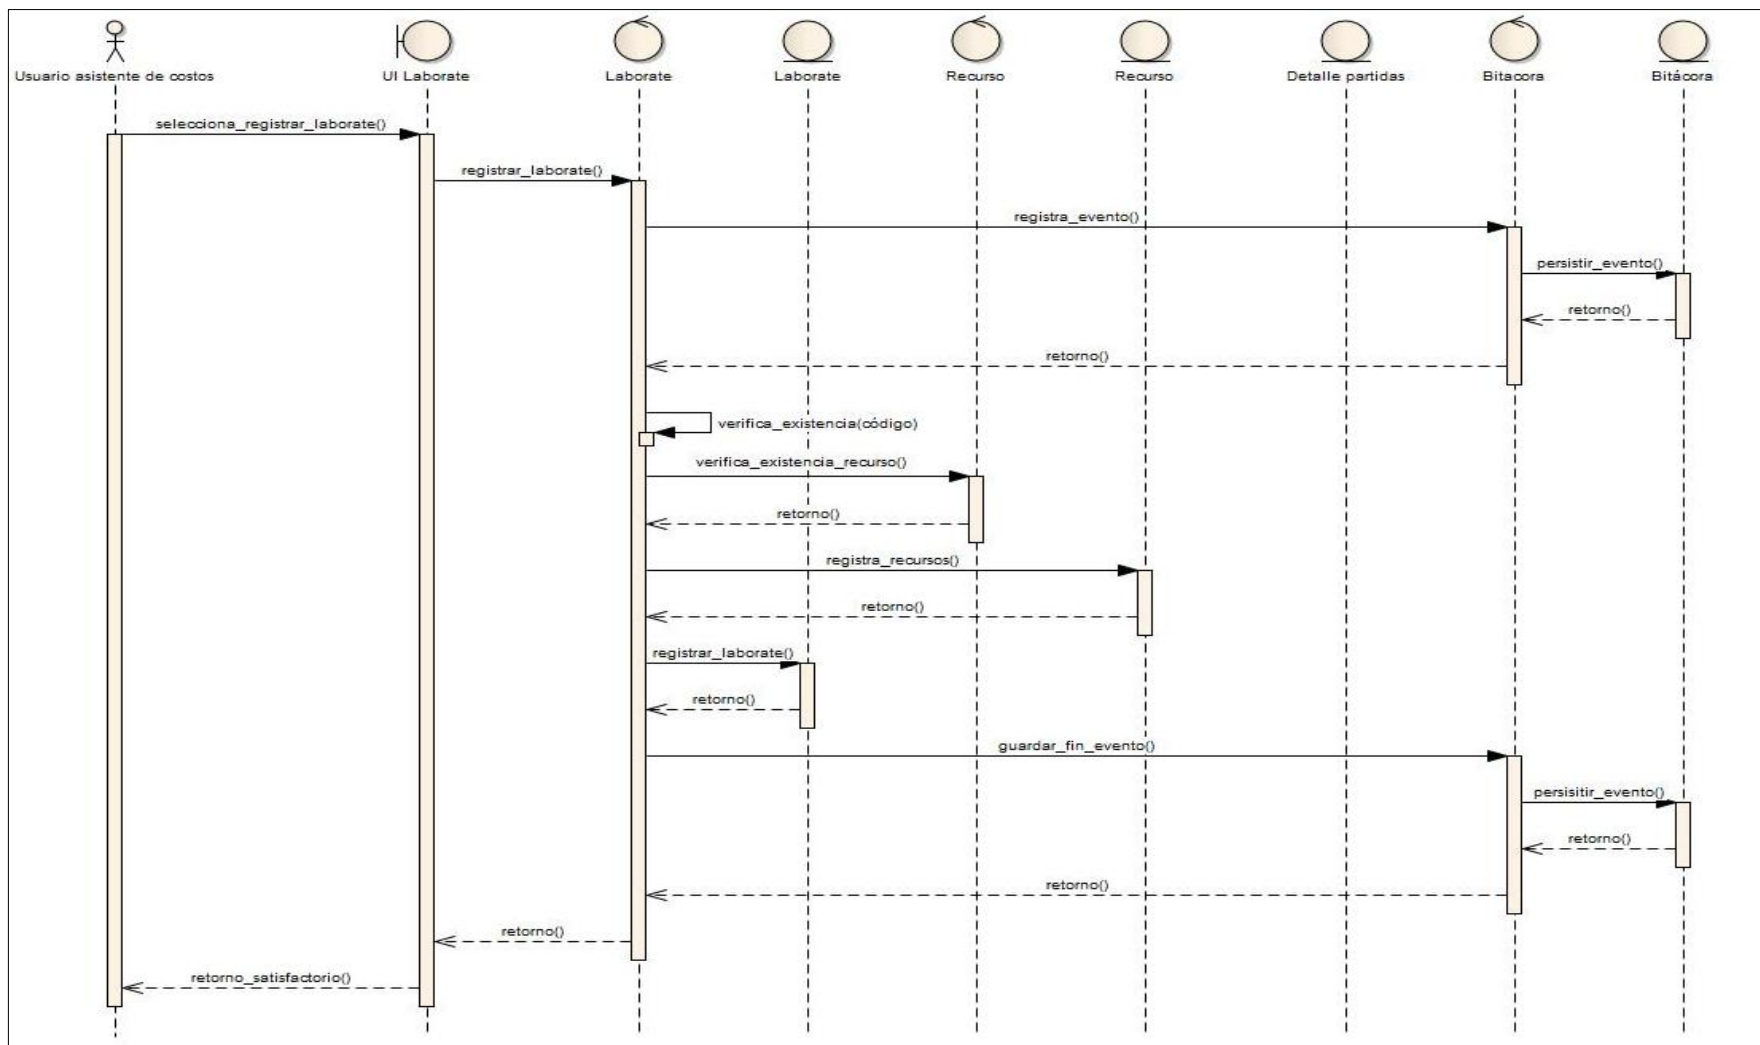 Usuario asistente de costos
UI Laborate
Laborate
Laborate
Recurso
Recurso
Detalle partidas
Bitacora
Bitácora
selecciona_registrar_laborate()
registrar_laborate()
registra_evento()
persistir_evento()
retorno()
retorno()
verifica_existencia(código)
verifica_existencia_recurso()
retorno()
registra_recursos()
retorno()
registrar_laborate()
retorno()
guardar_fin_evento()
persisitir_evento()
retorno()
retorno()
retorno()
retorno_satisfactorio()